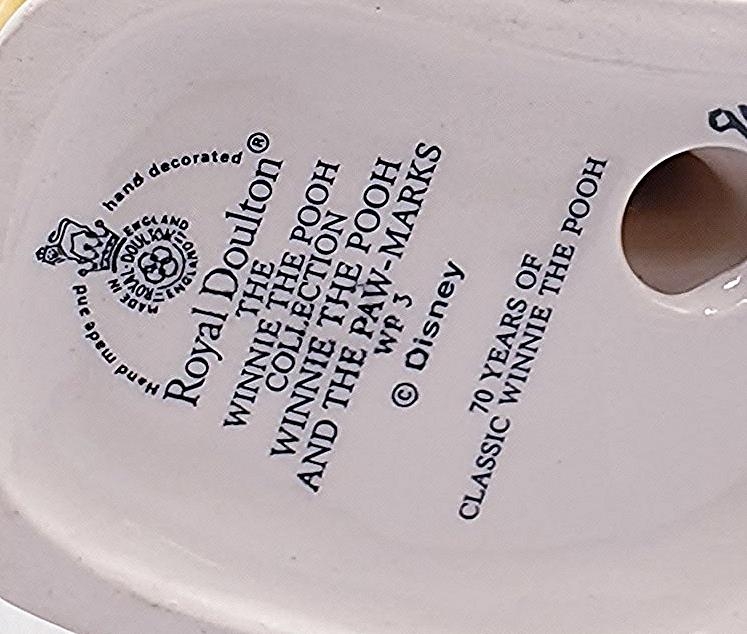 Hand made and hand decorated
MADE IN ENGLAND
ROYAL DOULTON
Royal Doulton®
THE
WINNIE THE POOH
COLLECTION
WINNIE THE POOH
AND THE PAW-MARKS
WP 3
© Disney
70 YEARS OF
CLASSIC WINNIE THE POOH